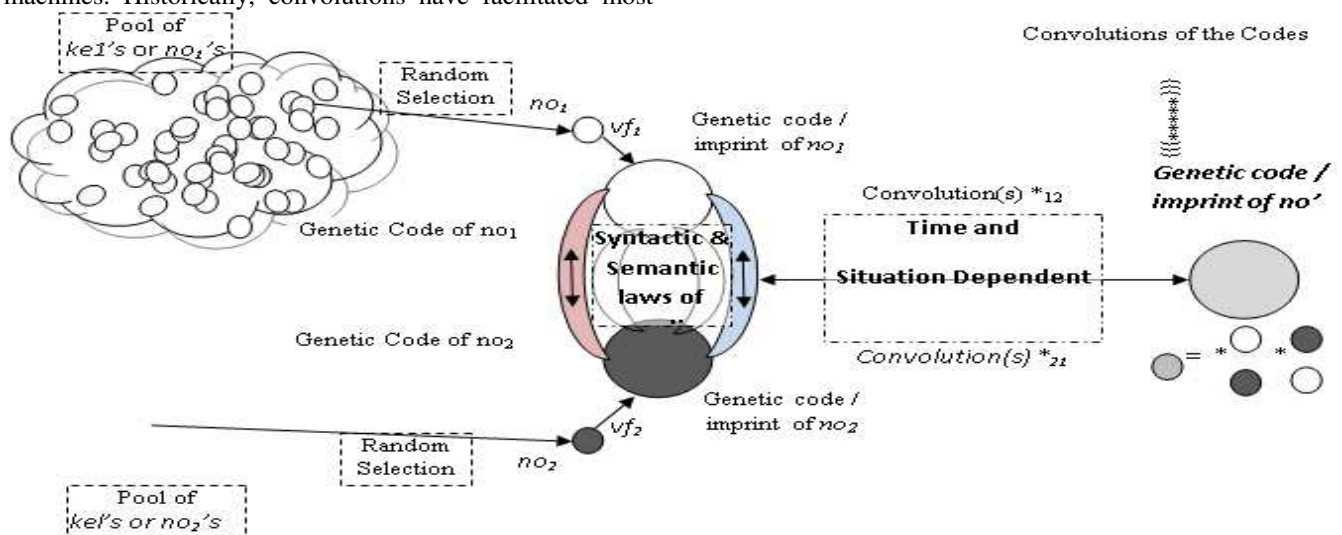 machines. Historically, convolutions have facilitated most
Pool of
ke1's or no₁'s
Random
Selection
no₁
vf₁
Genetic code /
imprint of no₁
Convolutions of the Codes
Genetic code /
imprint of no'
Genetic Code of no₁
Syntactic &
Semantic
laws of
Convolution(s) *₁₂
Time and
Situation Dependent
Convolution(s) *₂₁
Genetic Code of no₂
= * *
Genetic code /
imprint of no₂
vf₂
no₂
Random
Selection
Pool of
kel's or no₂'s